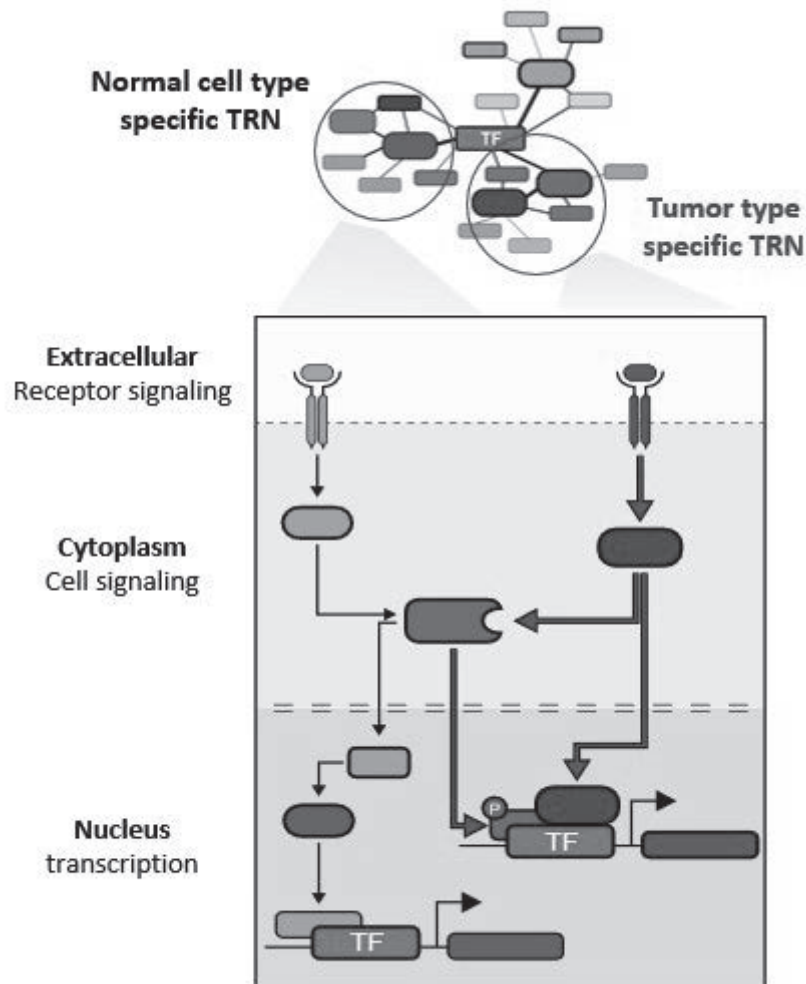 Normal cell type
specific TRN
TF
Tumor type
specific TRN
Extracellular
Receptor signaling
Cytoplasm
Cell signaling
P
TF
Nucleus
transcription
TF